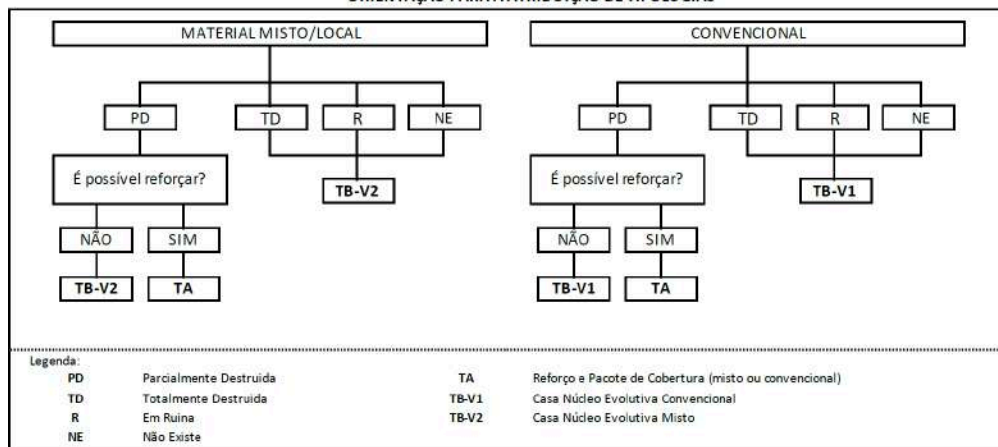 MATERIAL MISTO/LOCAL
PD TD R NE
É possível reforçar?
TB-V2
NÃO SIM
TB-V2 TA
CONVENCIONAL
PD TD R NE
É possível reforçar?
TB-V1
NÃO SIM
TB-V1 TA
Legenda:
PD Parcialmente Destruida TA Reforço e Pacote de Cobertura (misto ou convencional)
TD Totalmente Destruida TB-V1 Casa Núcleo Evolutiva Convencional
R Em Ruina TB-V2 Casa Núcleo Evolutiva Misto
NE Não Existe